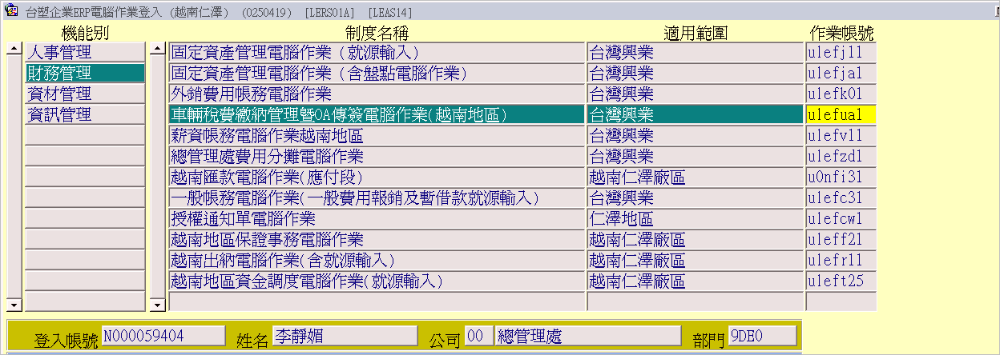 台塑企業ERP電腦作業登入 (越南仁澤) (0250419) [LERS01A] [LEAS14]
機能別 制度名稱 適用範圍 作業帳號
人事管理 固定資產管理電腦作業 (就源輸入) 台灣興業 ulefj11
財務管理 固定資產管理電腦作業 (含盤點電腦作業) 台灣興業 ulefja1
資材管理 外銷費用帳務電腦作業 台灣興業 ulefk01
資訊管理 車輛稅費繳納管理暨OA傳簽電腦作業(越南地區) 台灣興業 ulefua1
薪資帳務電腦作業越南地區 台灣興業 ulefv11
總管理處費用分攤電腦作業 台灣興業 ulefzd1
越南匯款電腦作業(應付段) 越南仁澤廠區 u0nfi31
一般帳務電腦作業(一般費用報銷及暫借款就源輸入) 台灣興業 ulefc31
授權通知單電腦作業 仁澤地區 ulefcw1
越南地區保證事務電腦作業 越南仁澤廠區 uleff21
越南出納電腦作業(含就源輸入) 越南仁澤廠區 ulefr11
越南地區資金調度電腦作業(就源輸入) 越南仁澤廠區 uleft25
登入帳號 N000059404 姓名 李靜媚 公司 00 總管理處 部門 9DE0